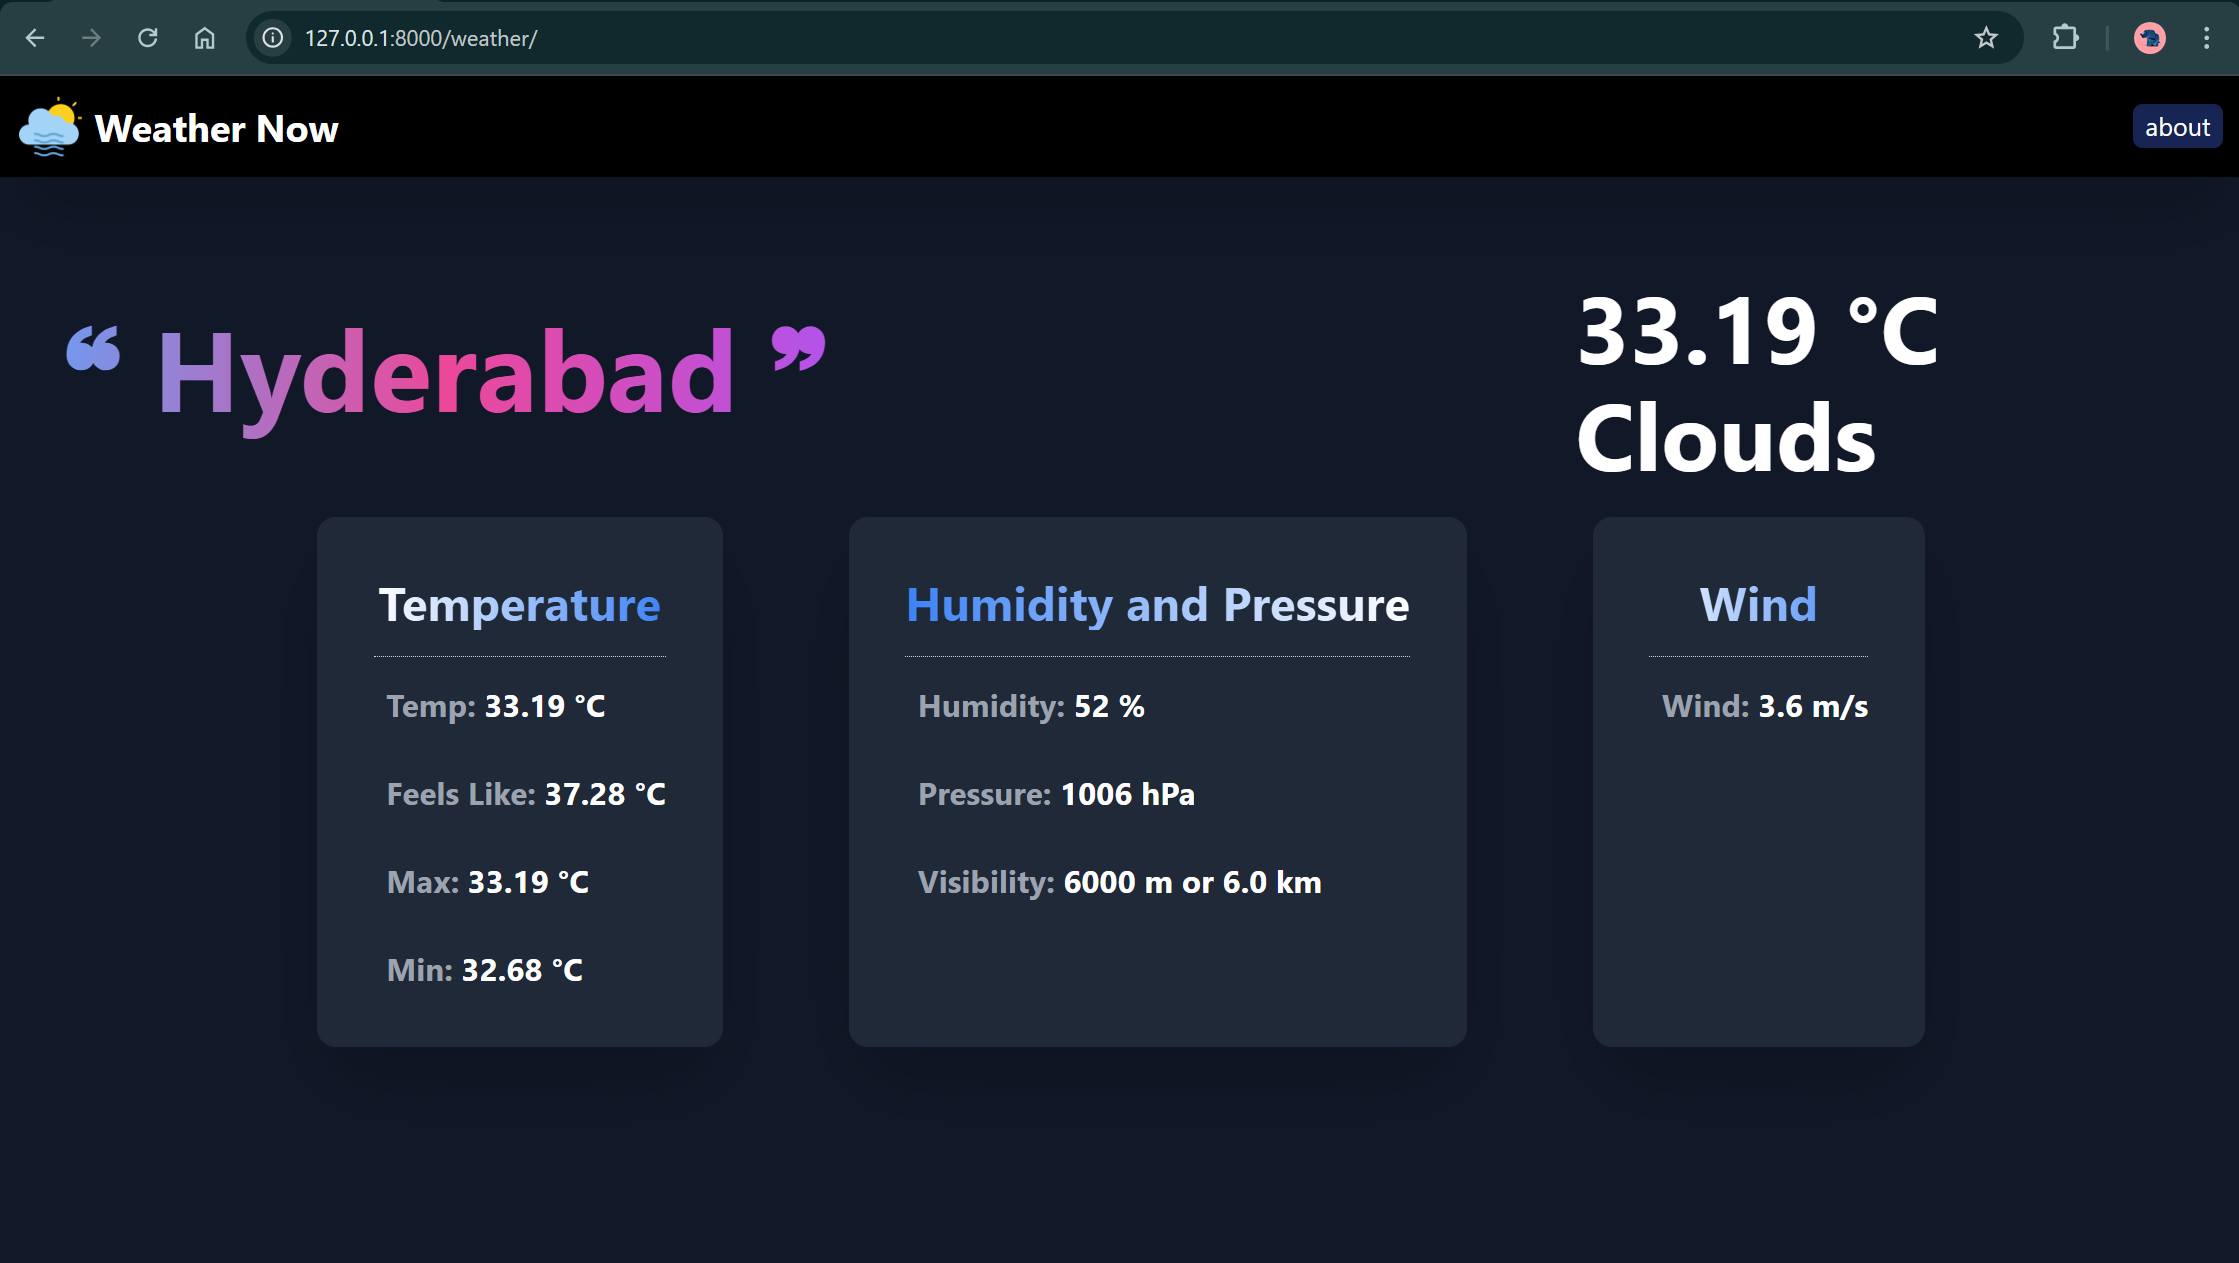 127.0.0.1:8000/weather/
Weather Now
about
❝ Hyderabad ❞
33.19 °C
Clouds
Temperature
Temp: 33.19 °C
Feels Like: 37.28 °C
Max: 33.19 °C
Min: 32.68 °C
Humidity and Pressure
Humidity: 52 %
Pressure: 1006 hPa
Visibility: 6000 m or 6.0 km
Wind
Wind: 3.6 m/s